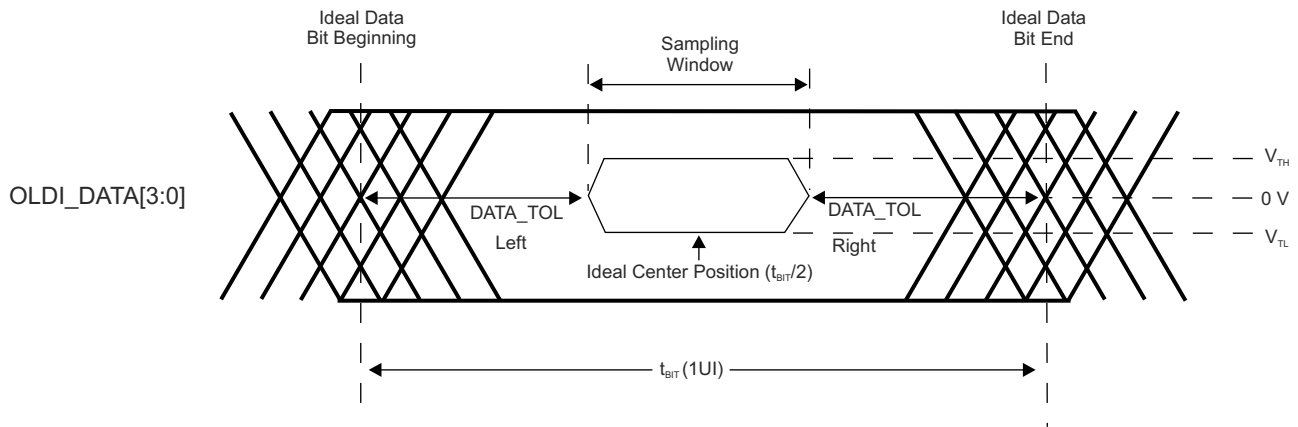 Ideal Data
Bit Beginning
Sampling
Window
Ideal Data
Bit End
V_TH
OLDI_DATA[3:0]
0 V
DATA_TOL
Left
DATA_TOL
Right
V_TL
Ideal Center Position (t_BIT/2)
t_BIT (1UI)